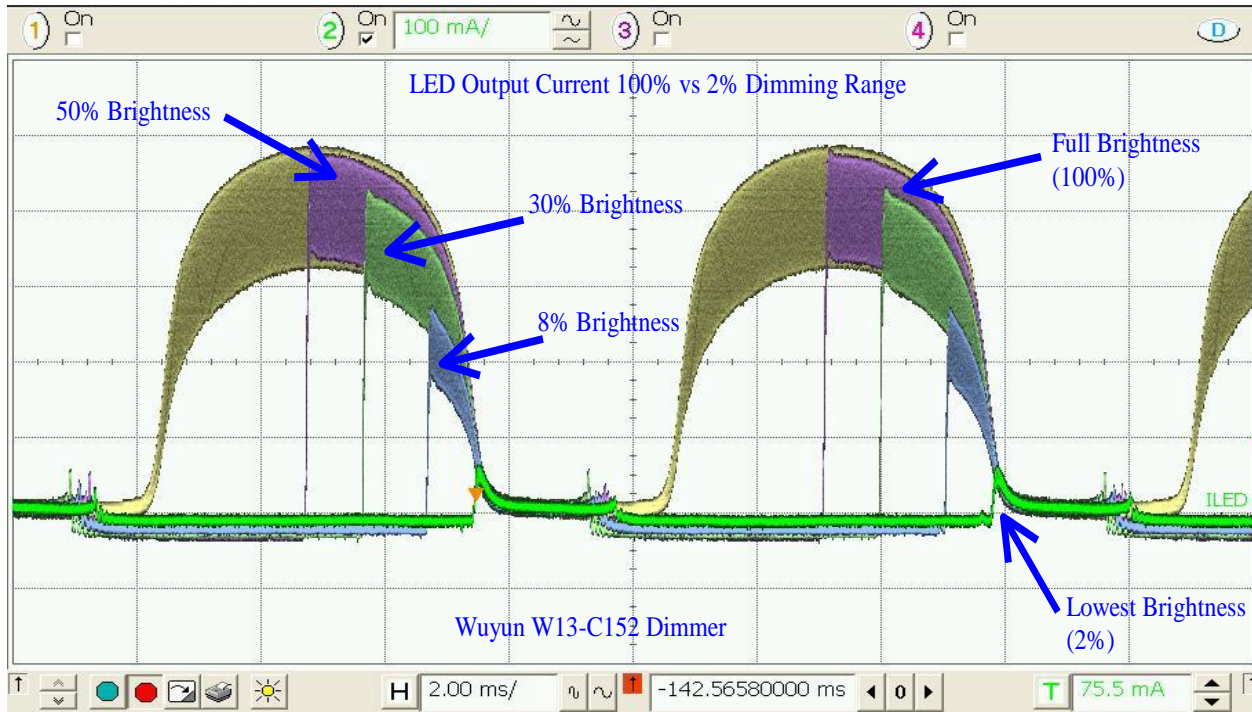 1 On 2 On 100 mA/ 3 On 4 On D
LED Output Current 100% vs 2% Dimming Range
50% Brightness
Full Brightness
(100%)
30% Brightness
8% Brightness
ILED
Lowest Brightness
(2%)
Wuyun W13-C152 Dimmer
H 2.00 ms/ -142.56580000 ms 0 T 75.5 mA